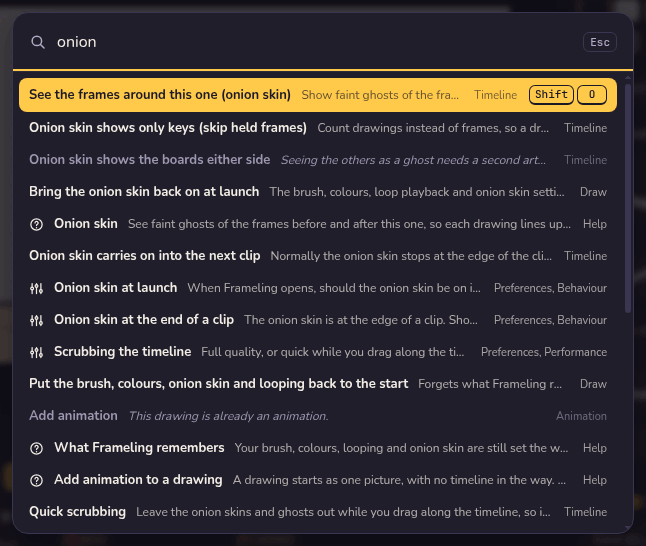 onion Esc
See the frames around this one (onion skin) Show faint ghosts of the fra... Timeline Shift O
Onion skin shows only keys (skip held frames) Count drawings instead of frames, so a dr... Timeline
Onion skin shows the boards either side Seeing the others as a ghost needs a second art... Timeline
Bring the onion skin back on at launch The brush, colours, loop playback and onion skin setti... Draw
Onion skin See faint ghosts of the frames before and after this one, so each drawing lines up... Help
Onion skin carries on into the next clip Normally the onion skin stops at the edge of the cli... Timeline
Onion skin at launch When Frameling opens, should the onion skin be on i... Preferences, Behaviour
Onion skin at the end of a clip The onion skin is at the edge of a clip. Sho... Preferences, Behaviour
Scrubbing the timeline Full quality, or quick while you drag along the ti... Preferences, Performance
Put the brush, colours, onion skin and looping back to the start Forgets what Frameling r... Draw
Add animation This drawing is already an animation. Animation
What Frameling remembers Your brush, colours, looping and onion skin are still set the w... Help
Add animation to a drawing A drawing starts as one picture, with no timeline in the way. ... Help
Quick scrubbing Leave the onion skins and ghosts out while you drag along the timeline, so i... Timeline